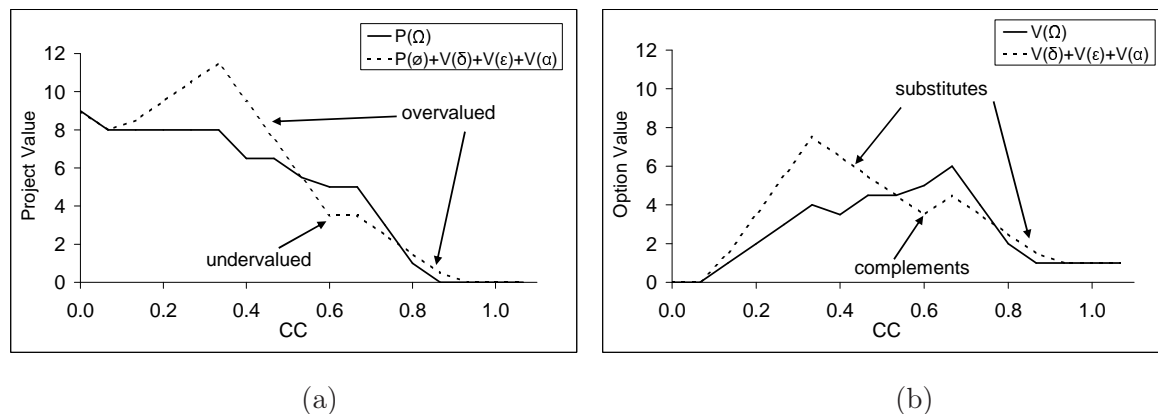 P(Ω)
P(ø)+V(δ)+V(ε)+V(α)
12
10
8
6
4
2
0
Project Value
overvalued
undervalued
0.0 0.2 0.4 0.6 0.8 1.0
CC
(a)
V(Ω)
V(δ)+V(ε)+V(α)
12
10
8
6
4
2
0
Option Value
substitutes
complements
0.0 0.2 0.4 0.6 0.8 1.0
CC
(b)